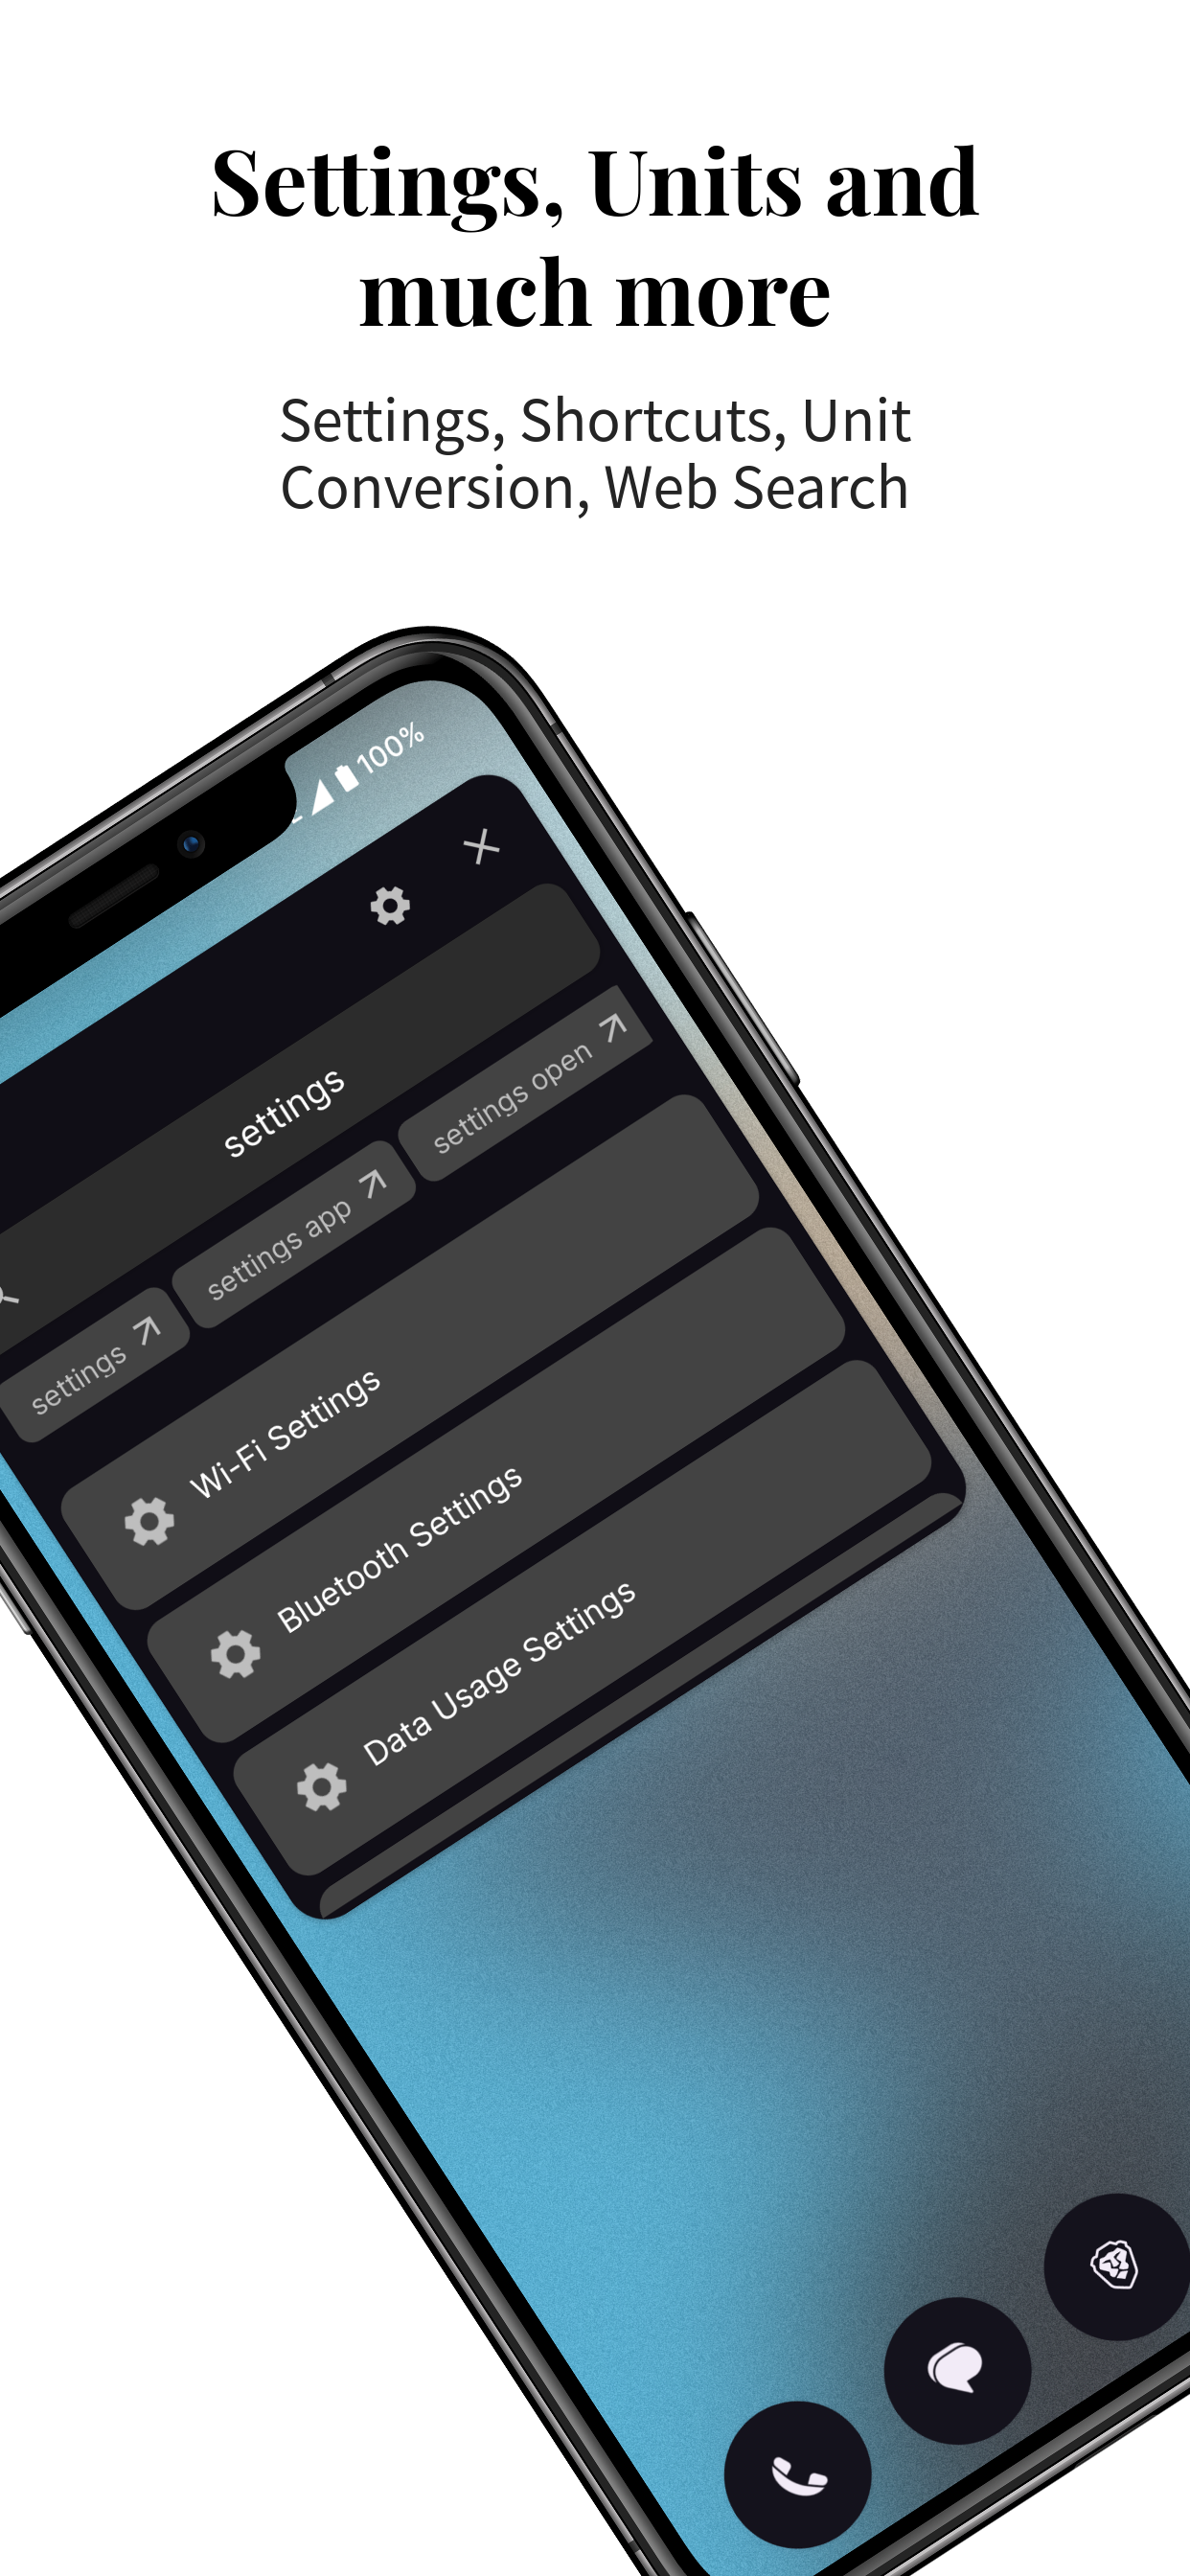 Settings, Units and
much more
Settings, Shortcuts, Unit
Conversion, Web Search
100%
settings
settings
settings app
settings open
Wi-Fi Settings
Bluetooth Settings
Data Usage Settings